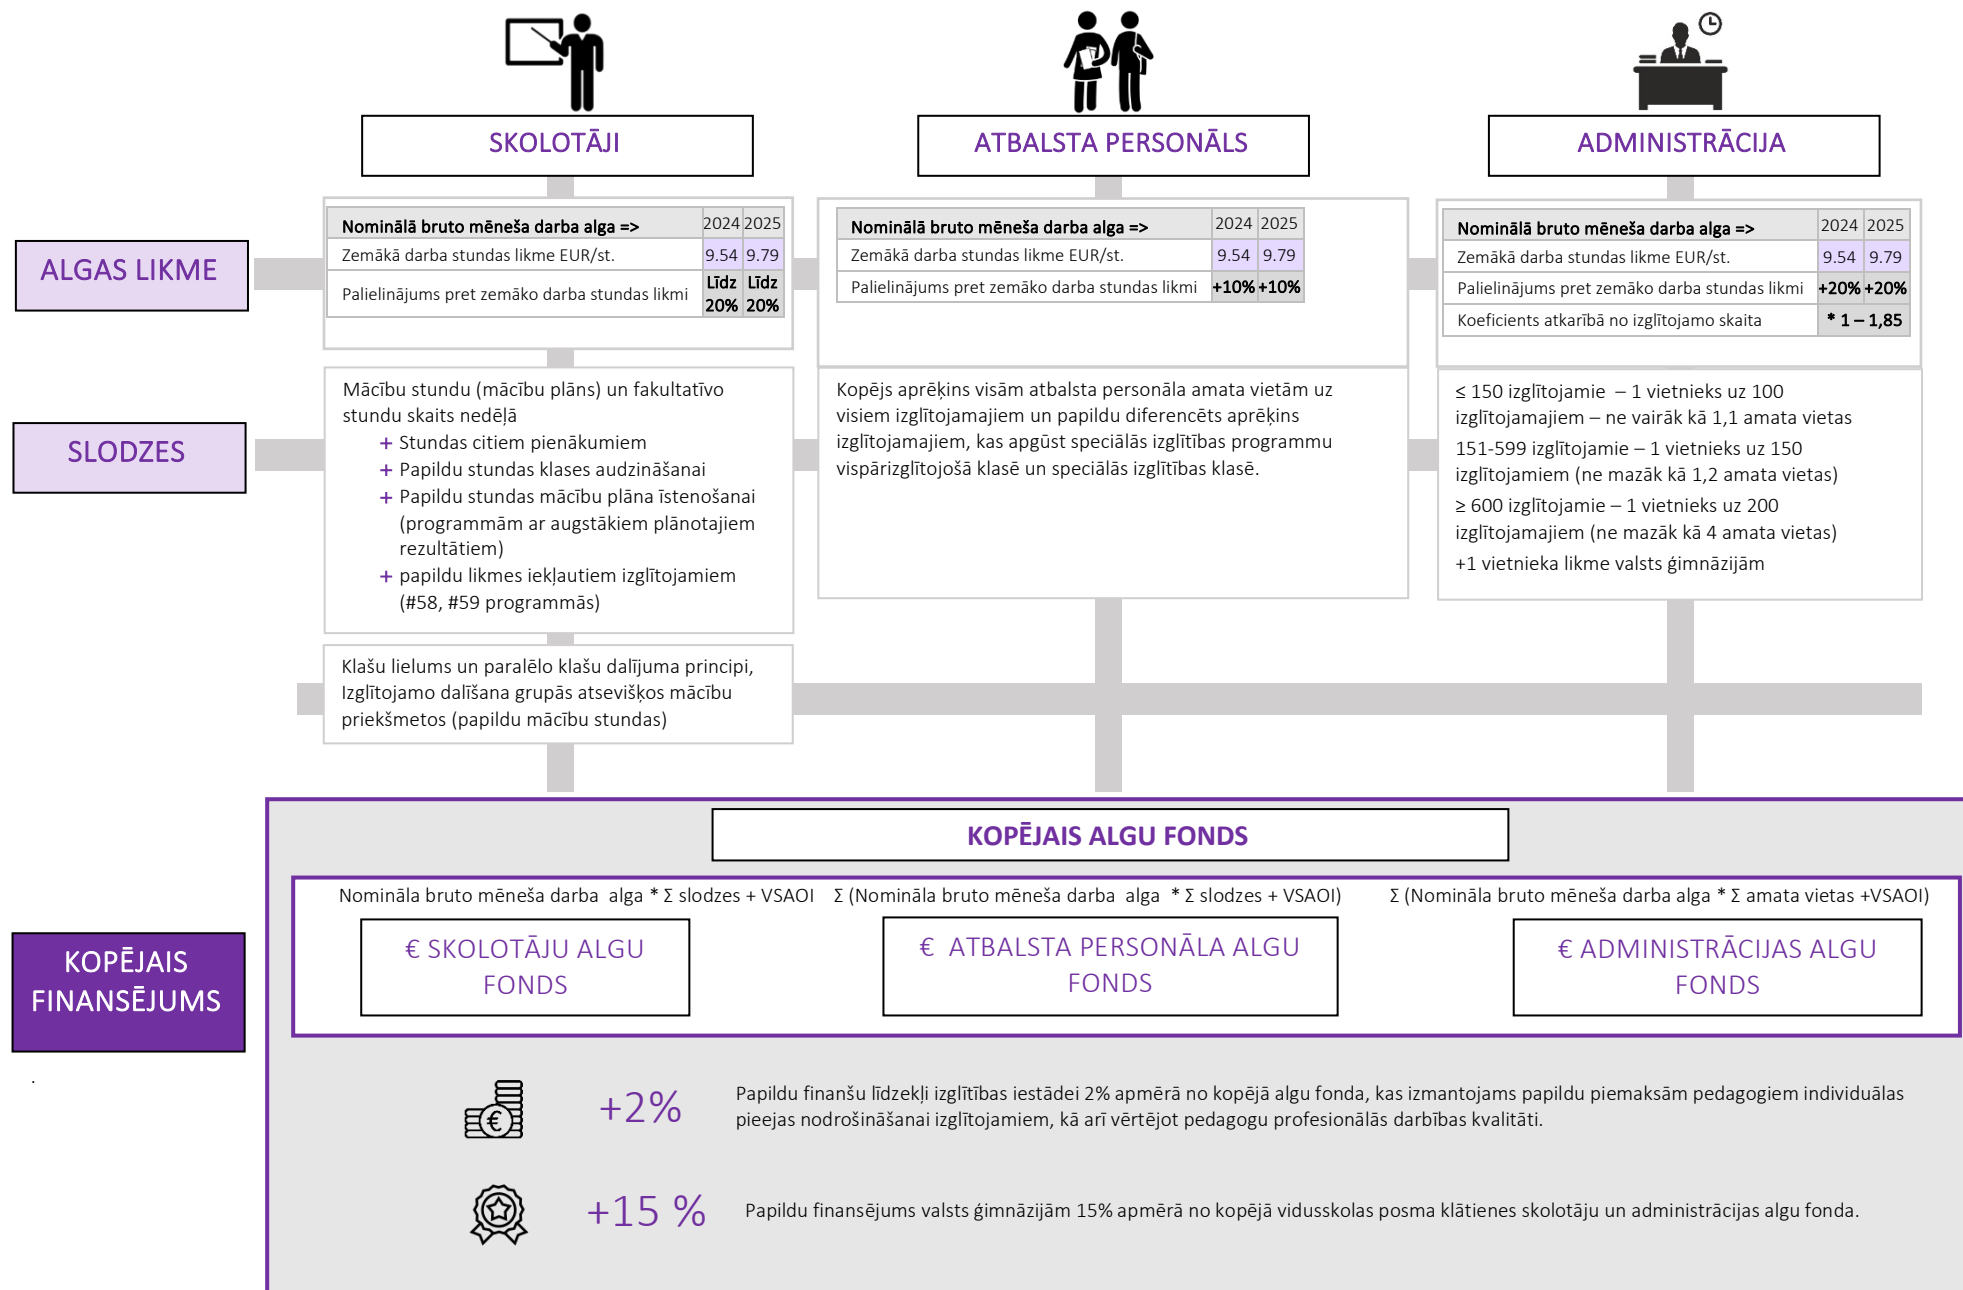 SKOLOTĀJI
ATBALSTA PERSONĀLS
ADMINISTRĀCIJA
ALGAS LIKME
Nominālā bruto mēneša darba alga => 2024 2025
Zemākā darba stundas likme EUR/st. 9.54 9.79
Palielinājums pret zemāko darba stundas likmi Līdz 20% Līdz 20%
Nominālā bruto mēneša darba alga => 2024 2025
Zemākā darba stundas likme EUR/st. 9.54 9.79
Palielinājums pret zemāko darba stundas likmi +10% +10%
Nominālā bruto mēneša darba alga => 2024 2025
Zemākā darba stundas likme EUR/st. 9.54 9.79
Palielinājums pret zemāko darba stundas likmi +20% +20%
Koeficients atkarībā no izglītojamo skaita * 1 – 1,85
SLODZES
Mācību stundu (mācību plāns) un fakultatīvo
stundu skaits nedēļā
+ Stundas citiem pienākumiem
+ Papildu stundas klases audzināšanai
+ Papildu stundas mācību plāna īstenošanai
(programmām ar augstākiem plānotajiem
rezultātiem)
+ papildu likmes iekļautiem izglītojamiem
(#58, #59 programmās)
Kopējs aprēķins visām atbalsta personāla amata vietām uz
visiem izglītojamajiem un papildu diferencēts aprēķins
izglītojamajiem, kas apgūst speciālās izglītības programmu
vispārizglītojošā klasē un speciālās izglītības klasē.
≤ 150 izglītojamie – 1 vietnieks uz 100
izglītojamajiem – ne vairāk kā 1,1 amata vietas
151-599 izglītojamie – 1 vietnieks uz 150
izglītojamiem (ne mazāk kā 1,2 amata vietas)
≥ 600 izglītojamie – 1 vietnieks uz 200
izglītojamajiem (ne mazāk kā 4 amata vietas)
+1 vietnieka likme valsts ģimnāzijām
Klašu lielums un paralēlo klašu dalījuma principi,
Izglītojamo dalīšana grupās atsevišķos mācību
priekšmetos (papildu mācību stundas)
KOPĒJAIS ALGU FONDS
KOPĒJAIS
FINANSĒJUMS
.
Nomināla bruto mēneša darba alga * Σ slodzes + VSAOI
€ SKOLOTĀJU ALGU
FONDS
Σ (Nomināla bruto mēneša darba alga * Σ slodzes + VSAOI)
€ ATBALSTA PERSONĀLA ALGU
FONDS
Σ (Nomināla bruto mēneša darba alga * Σ amata vietas +VSAOI)
€ ADMINISTRĀCIJAS ALGU
FONDS
+2%
Papildu finanšu līdzekļi izglītības iestādei 2% apmērā no kopējā algu fonda, kas izmantojams papildu piemaksām pedagogiem individuālas
pieejas nodrošināšanai izglītojamiem, kā arī vērtējot pedagogu profesionālās darbības kvalitāti.
+15 %
Papildu finansējums valsts ģimnāzijām 15% apmērā no kopējā vidusskolas posma klātienes skolotāju un administrācijas algu fonda.